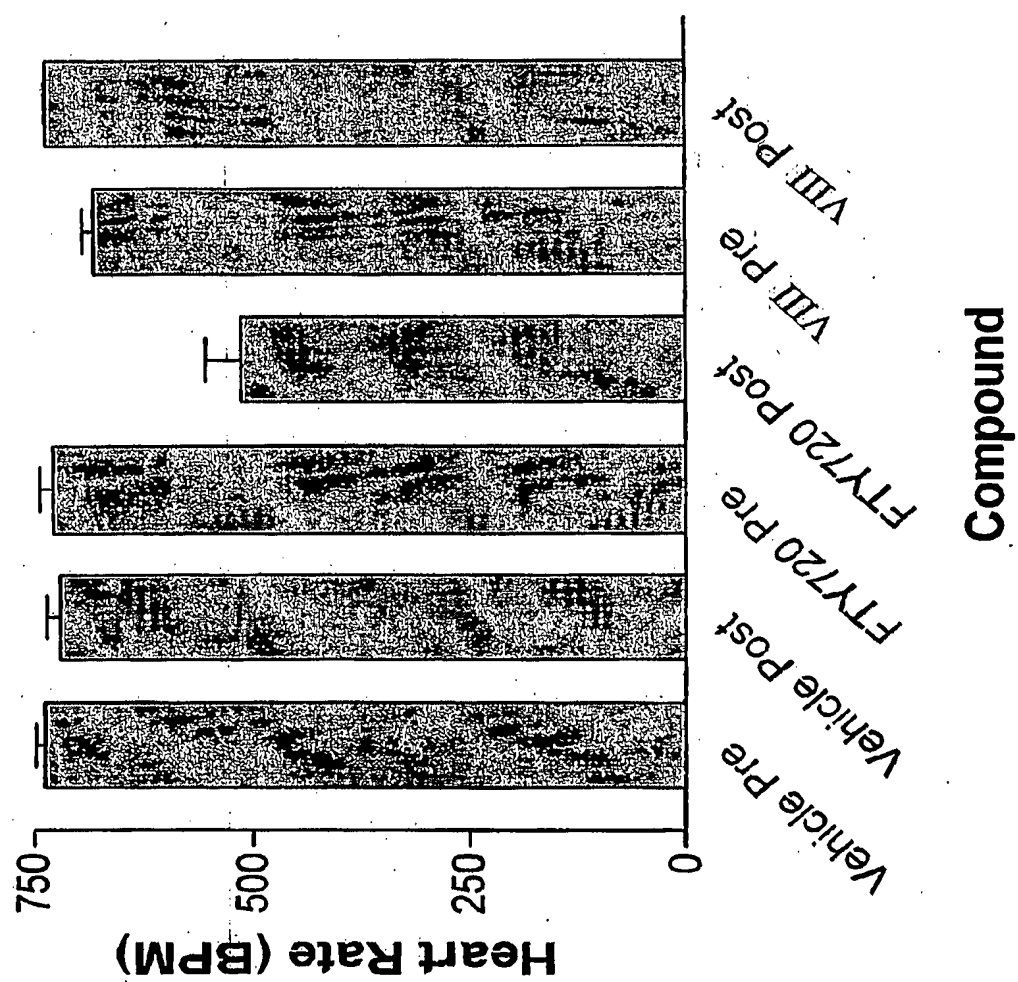 Heart Rate (BPM)
750
500
250
0
Vehicle Pre
Vehicle Post
FTY720 Pre
FTY720 Post
VIII Pre
VIII Post
Compound